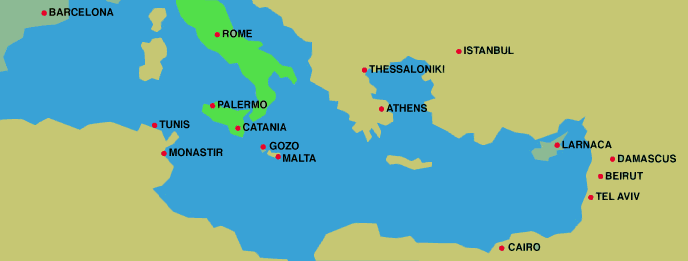 BARCELONA
ROME
ISTANBUL
THESSALONIKI
PALERMO
ATHENS
TUNIS
CATANIA
GOZO
LARNACA
MONASTIR
MALTA
DAMASCUS
BEIRUT
TEL AVIV
CAIRO